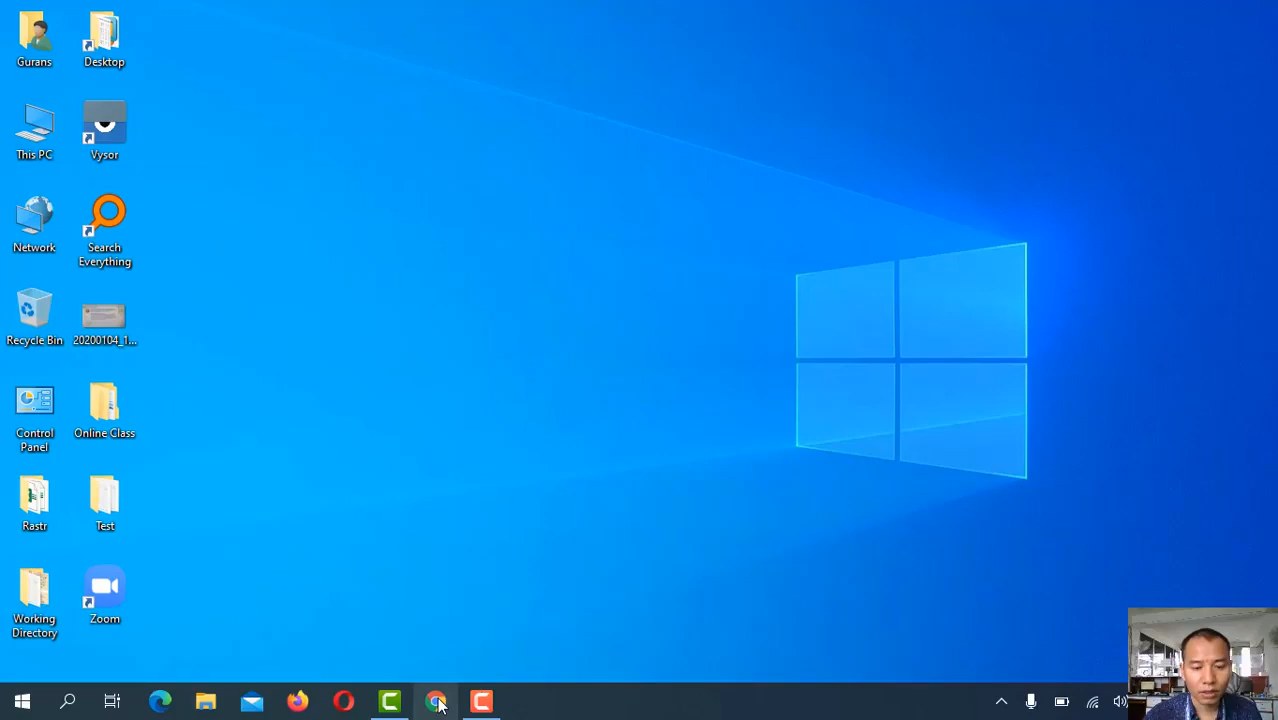 Gurans
Desktop
This PC
Vysor
Network
Search
Everything
Recycle Bin
20200104_1...
Control
Panel
Online Class
Rastr
Test
Working
Directory
Zoom